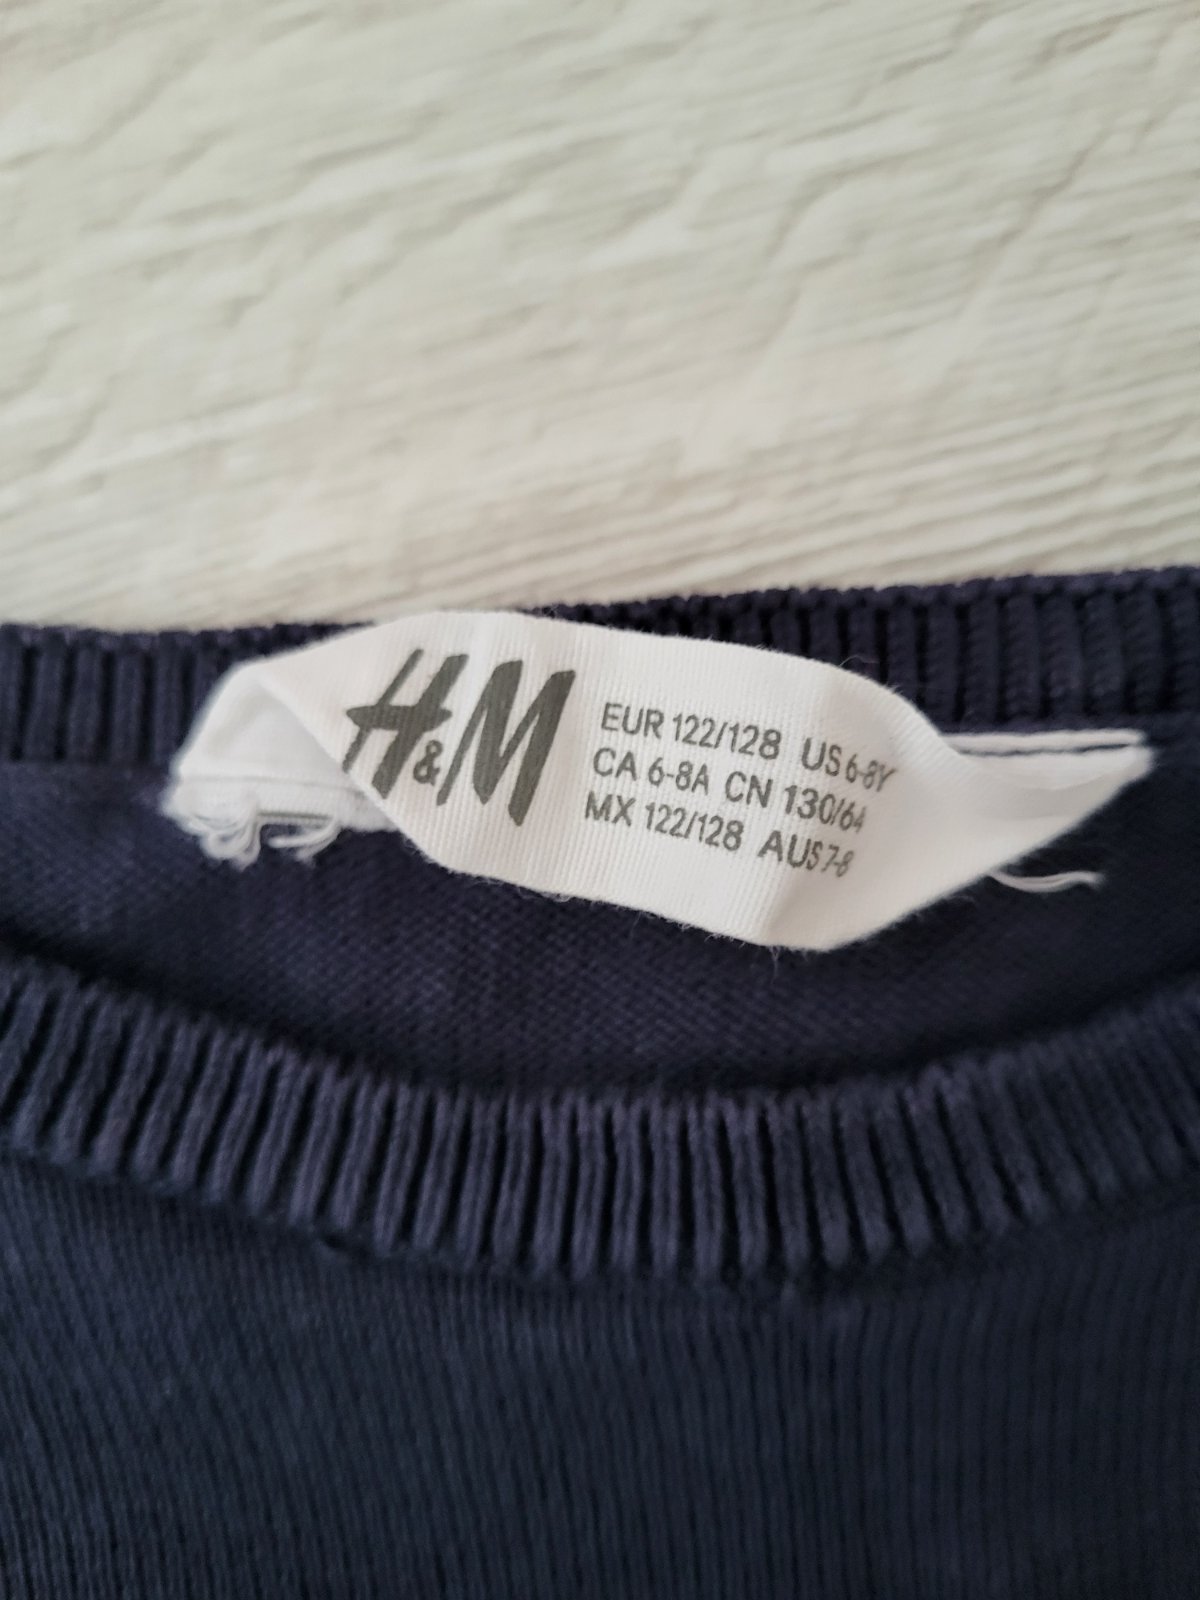 H&M
EUR 122/128 US 6-8Y
CA 6-8A CN 130/64
MX 122/128 AUS 7-8